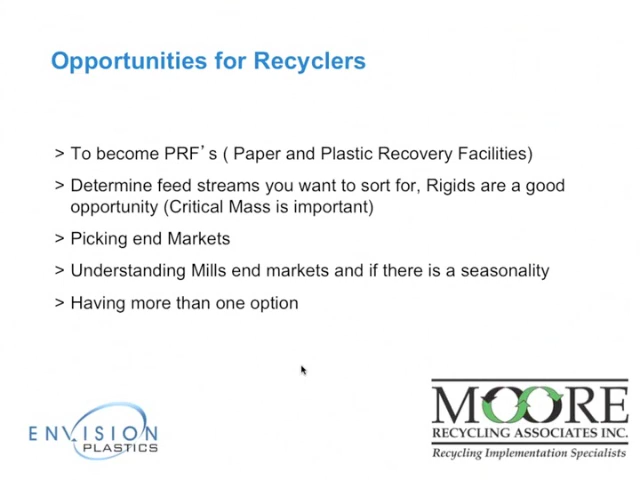 Opportunities for Recyclers
> To become PRF's ( Paper and Plastic Recovery Facilities)
> Determine feed streams you want to sort for, Rigids are a good
opportunity (Critical Mass is important)
> Picking end Markets
> Understanding Mills end markets and if there is a seasonality
> Having more than one option
ENVISION
PLASTICS
MOORE
RECYCLING ASSOCIATES INC.
Recycling Implementation Specialists